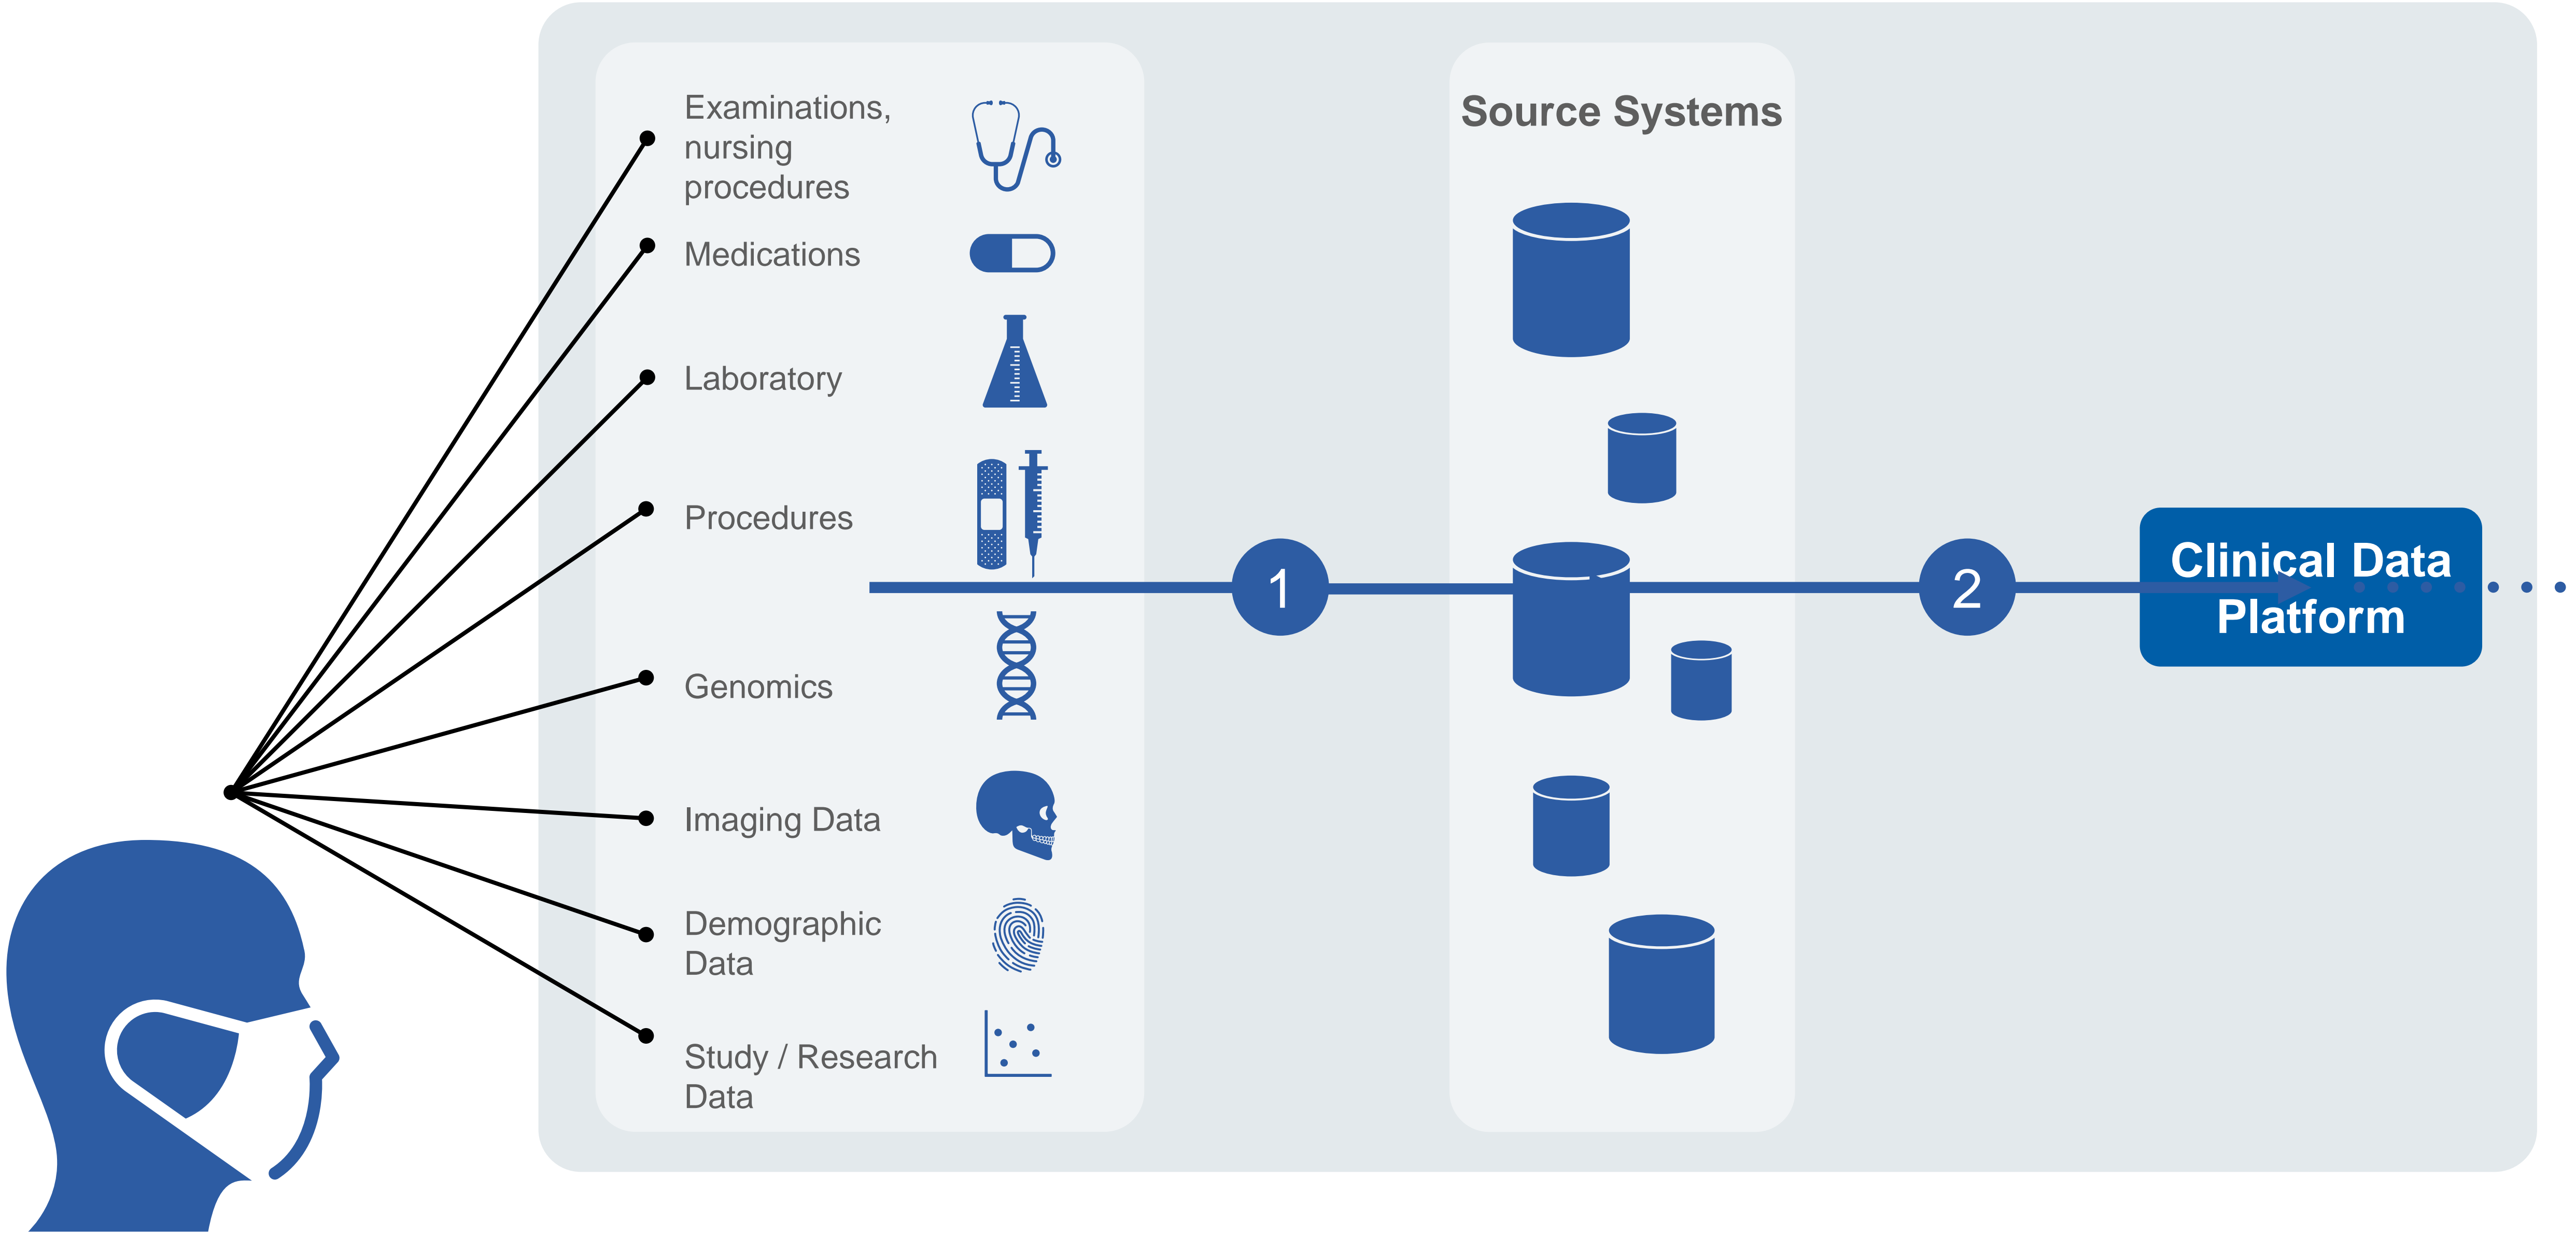 Examinations,
nursing
procedures
Medications
Laboratory
Procedures
Genomics
Imaging Data
Demographic
Data
Study / Research
Data
1
Source Systems
2
Clinical Data
Platform